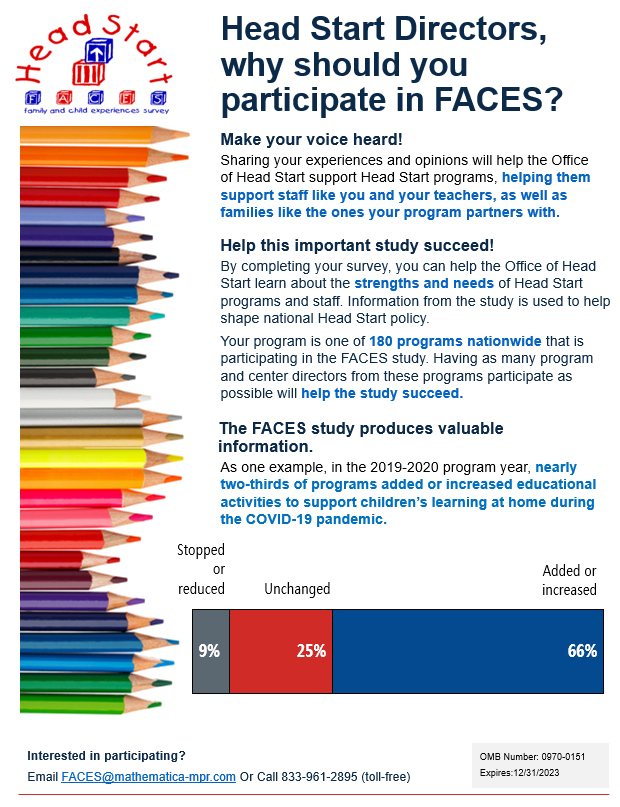 Head Start
FACES
family and child experiences survey
Head Start Directors,
why should you
participate in FACES?
Make your voice heard!
Sharing your experiences and opinions will help the Office
of Head Start support Head Start programs, helping them
support staff like you and your teachers, as well as
families like the ones your program partners with.
Help this important study succeed!
By completing your survey, you can help the Office of Head
Start learn about the strengths and needs of Head Start
programs and staff. Information from the study is used to help
shape national Head Start policy.
Your program is one of 180 programs nationwide that is
participating in the FACES study. Having as many program
and center directors from these programs participate as
possible will help the study succeed.
The FACES study produces valuable
information.
As one example, in the 2019-2020 program year, nearly
two-thirds of programs added or increased educational
activities to support children’s learning at home during
the COVID-19 pandemic.
Stopped
or
reduced
Unchanged
Added or
increased
9%
25%
66%
Interested in participating?
Email FACES@mathematica-mpr.com Or Call 833-961-2895 (toll-free)
OMB Number: 0970-0151
Expires:12/31/2023